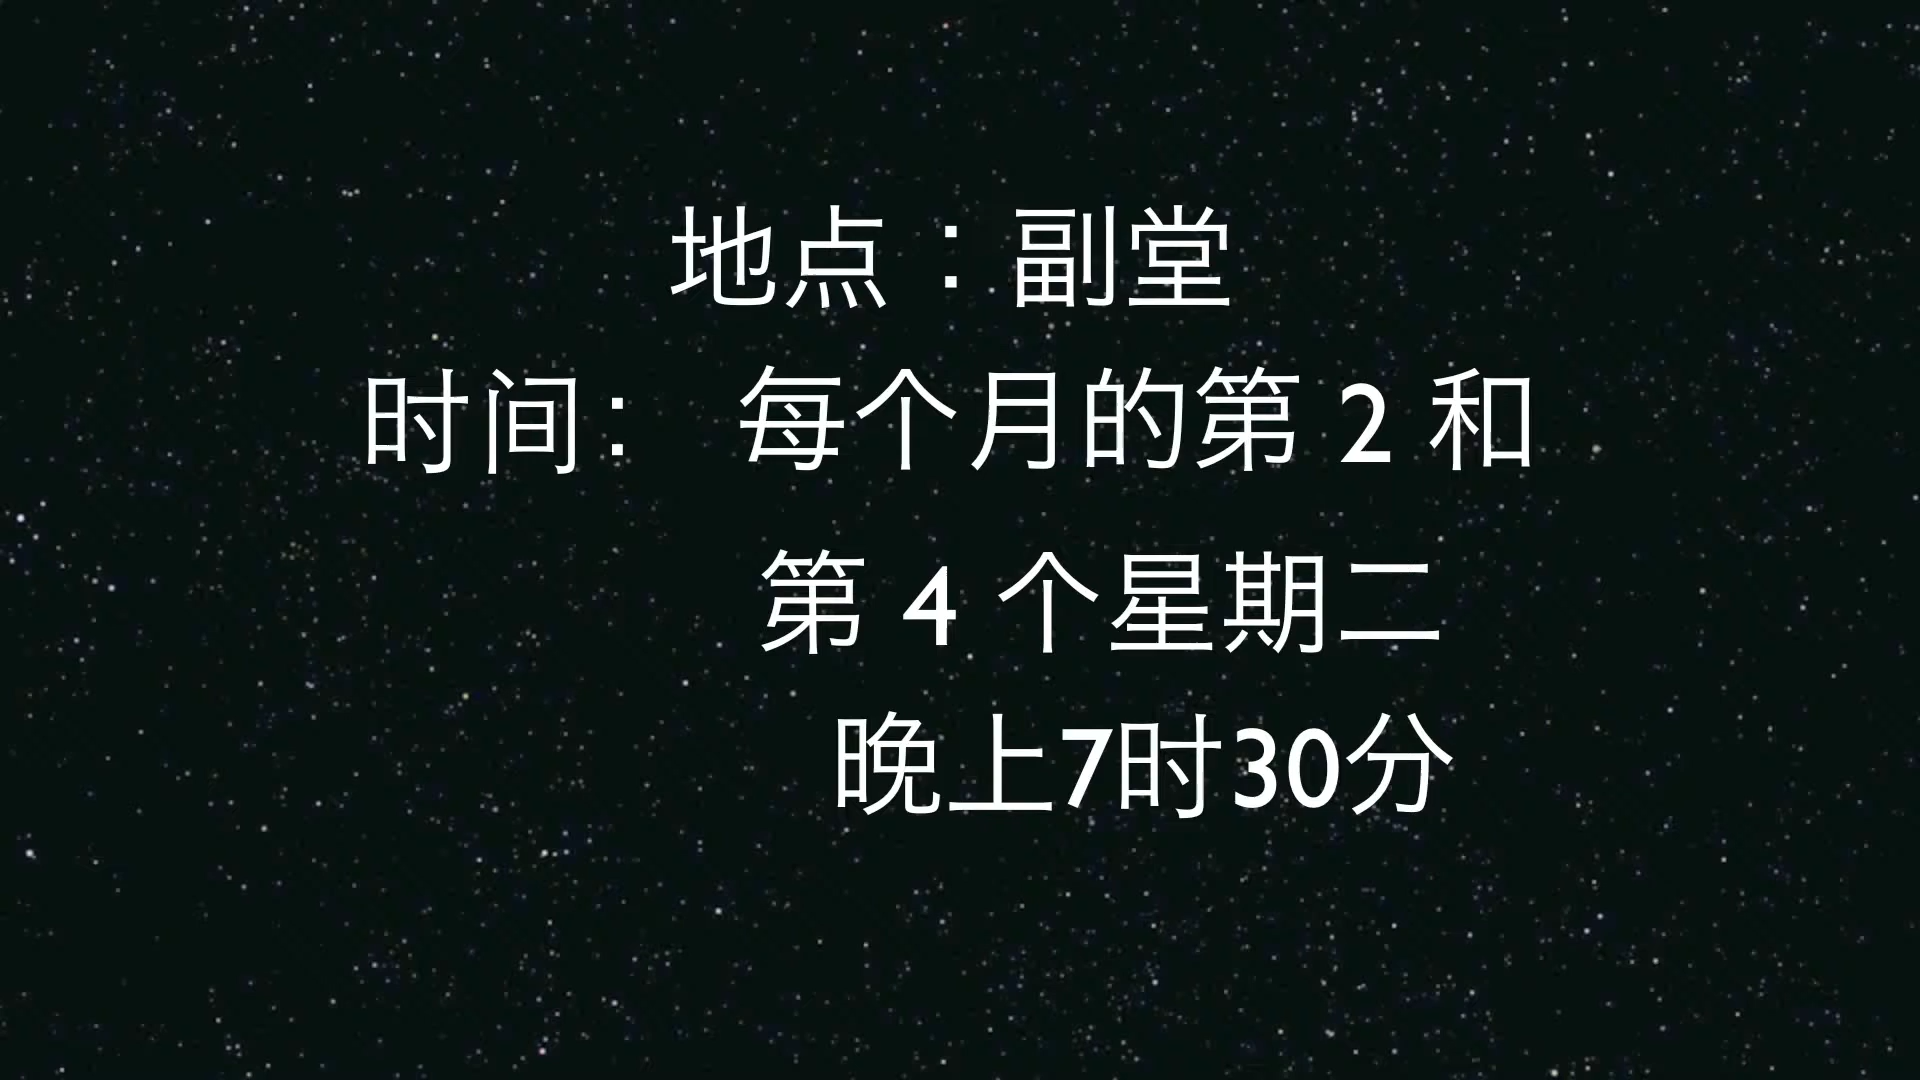 地点：副堂
时间： 每个月的第 2 和
第 4 个星期二
晚上7时30分